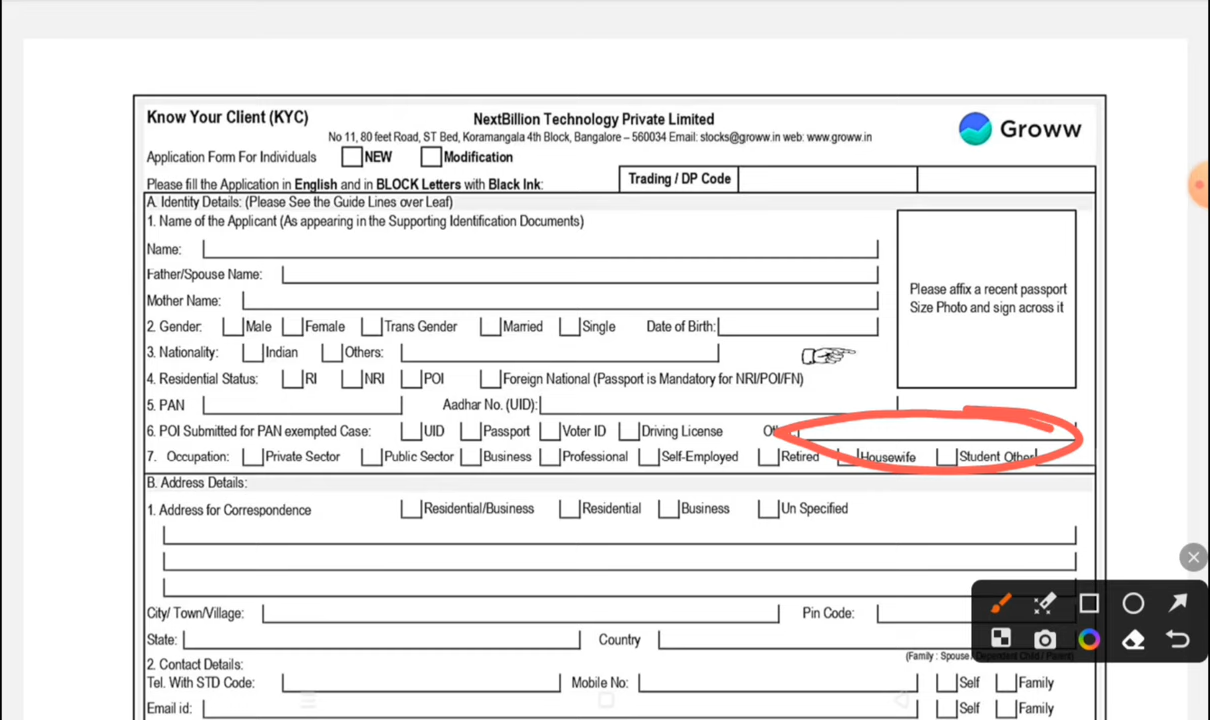 Know Your Client (KYC)
NextBillion Technology Private Limited
No 11, 80 feet Road, ST Bed, Koramangala 4th Block, Bangalore – 560034 Email: stocks@groww.in web: www.groww.in
Groww
Application Form For Individuals NEW Modification
Please fill the Application in English and in BLOCK Letters with Black Ink:
Trading / DP Code
A. Identity Details: (Please See the Guide Lines over Leaf)
1. Name of the Applicant (As appearing in the Supporting Identification Documents)
Name:
Father/Spouse Name:
Mother Name:
Please affix a recent passport
Size Photo and sign across it
2. Gender: Male Female Trans Gender Married Single Date of Birth:
3. Nationality: Indian Others:
4. Residential Status: RI NRI POI Foreign National (Passport is Mandatory for NRI/POI/FN)
5. PAN Aadhar No. (UID):
6. POI Submitted for PAN exempted Case: UID Passport Voter ID Driving License
7. Occupation: Private Sector Public Sector Business Professional Self-Employed Retired Housewife Student Other
B. Address Details:
1. Address for Correspondence Residential/Business Residential Business Un Specified
City/ Town/Village: Pin Code:
State: Country
(Family : Spouse / Dependent Child / Parent)
2. Contact Details:
Tel. With STD Code: Mobile No: Self Family
Email id: Self Family